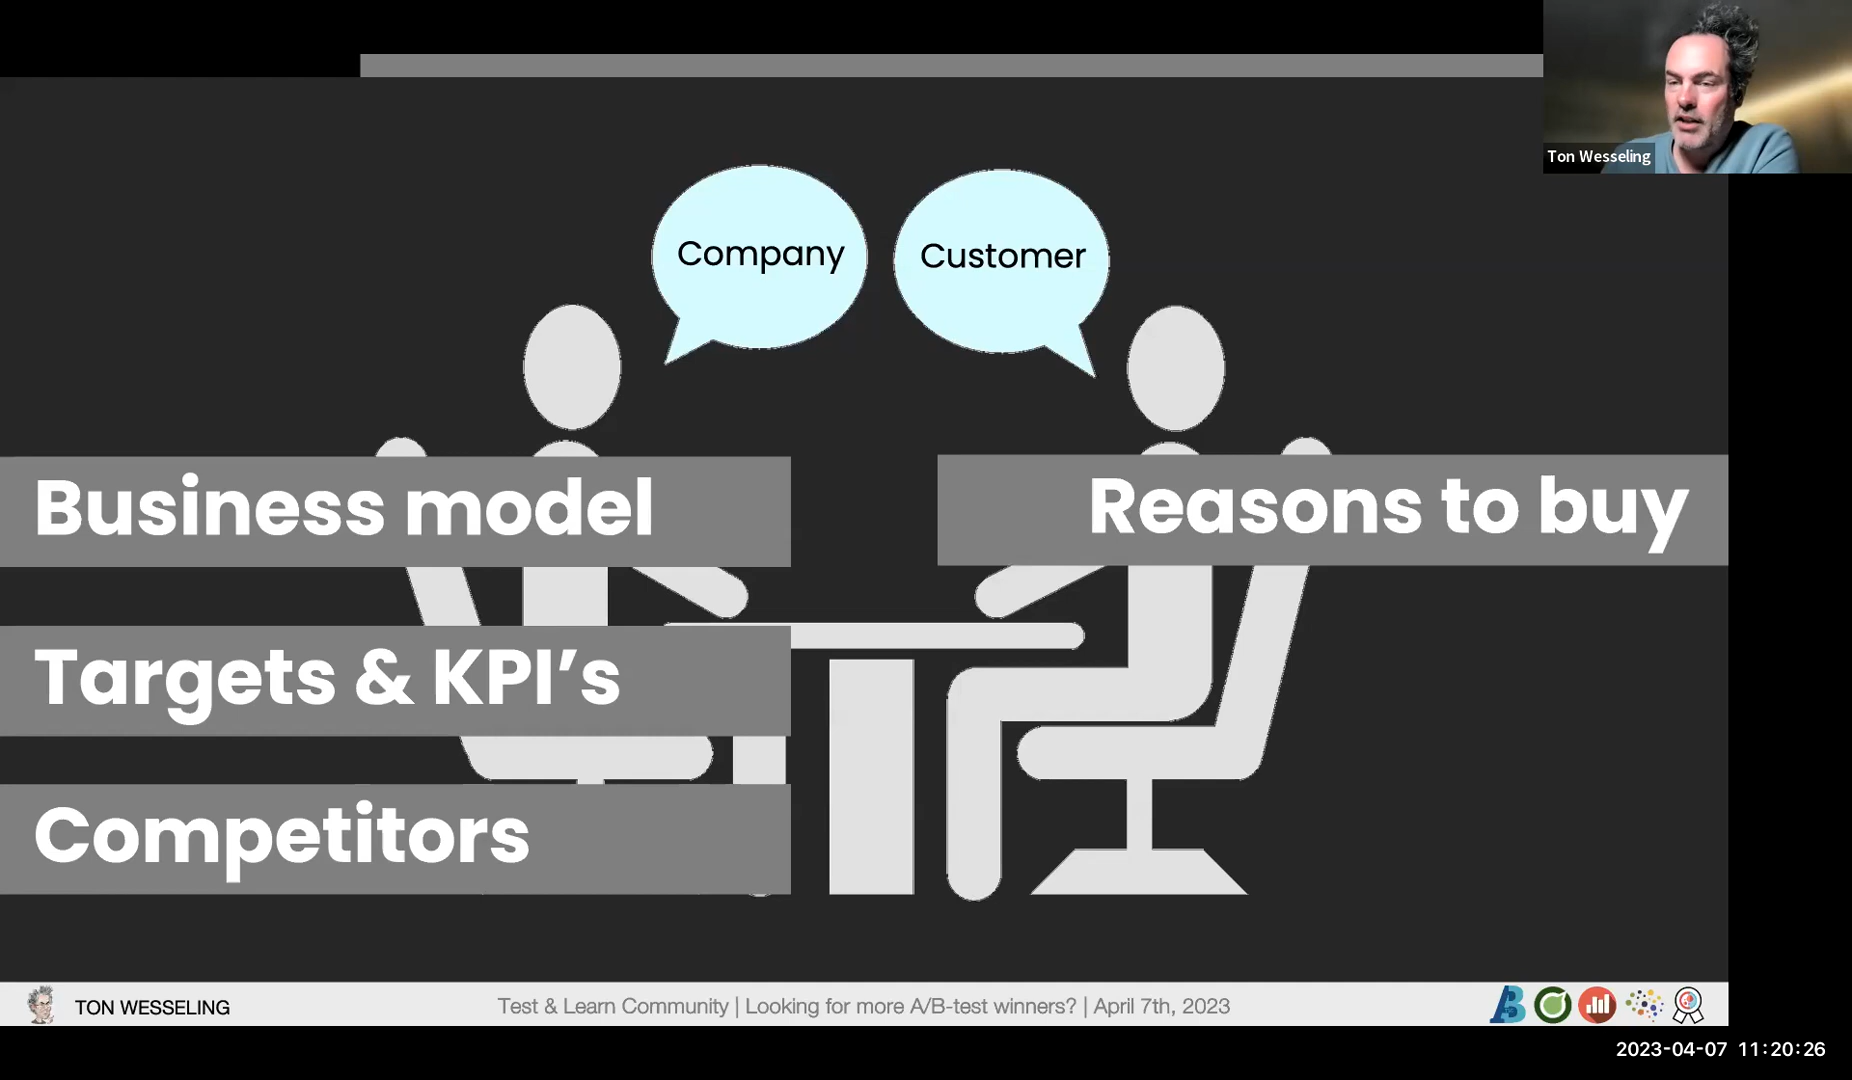 Ton Wesseling
Company
Customer
Business model
Reasons to buy
Targets & KPI’s
Competitors
TON WESSELING
Test & Learn Community | Looking for more A/B-test winners? | April 7th, 2023
2023-04-07 11:20:26